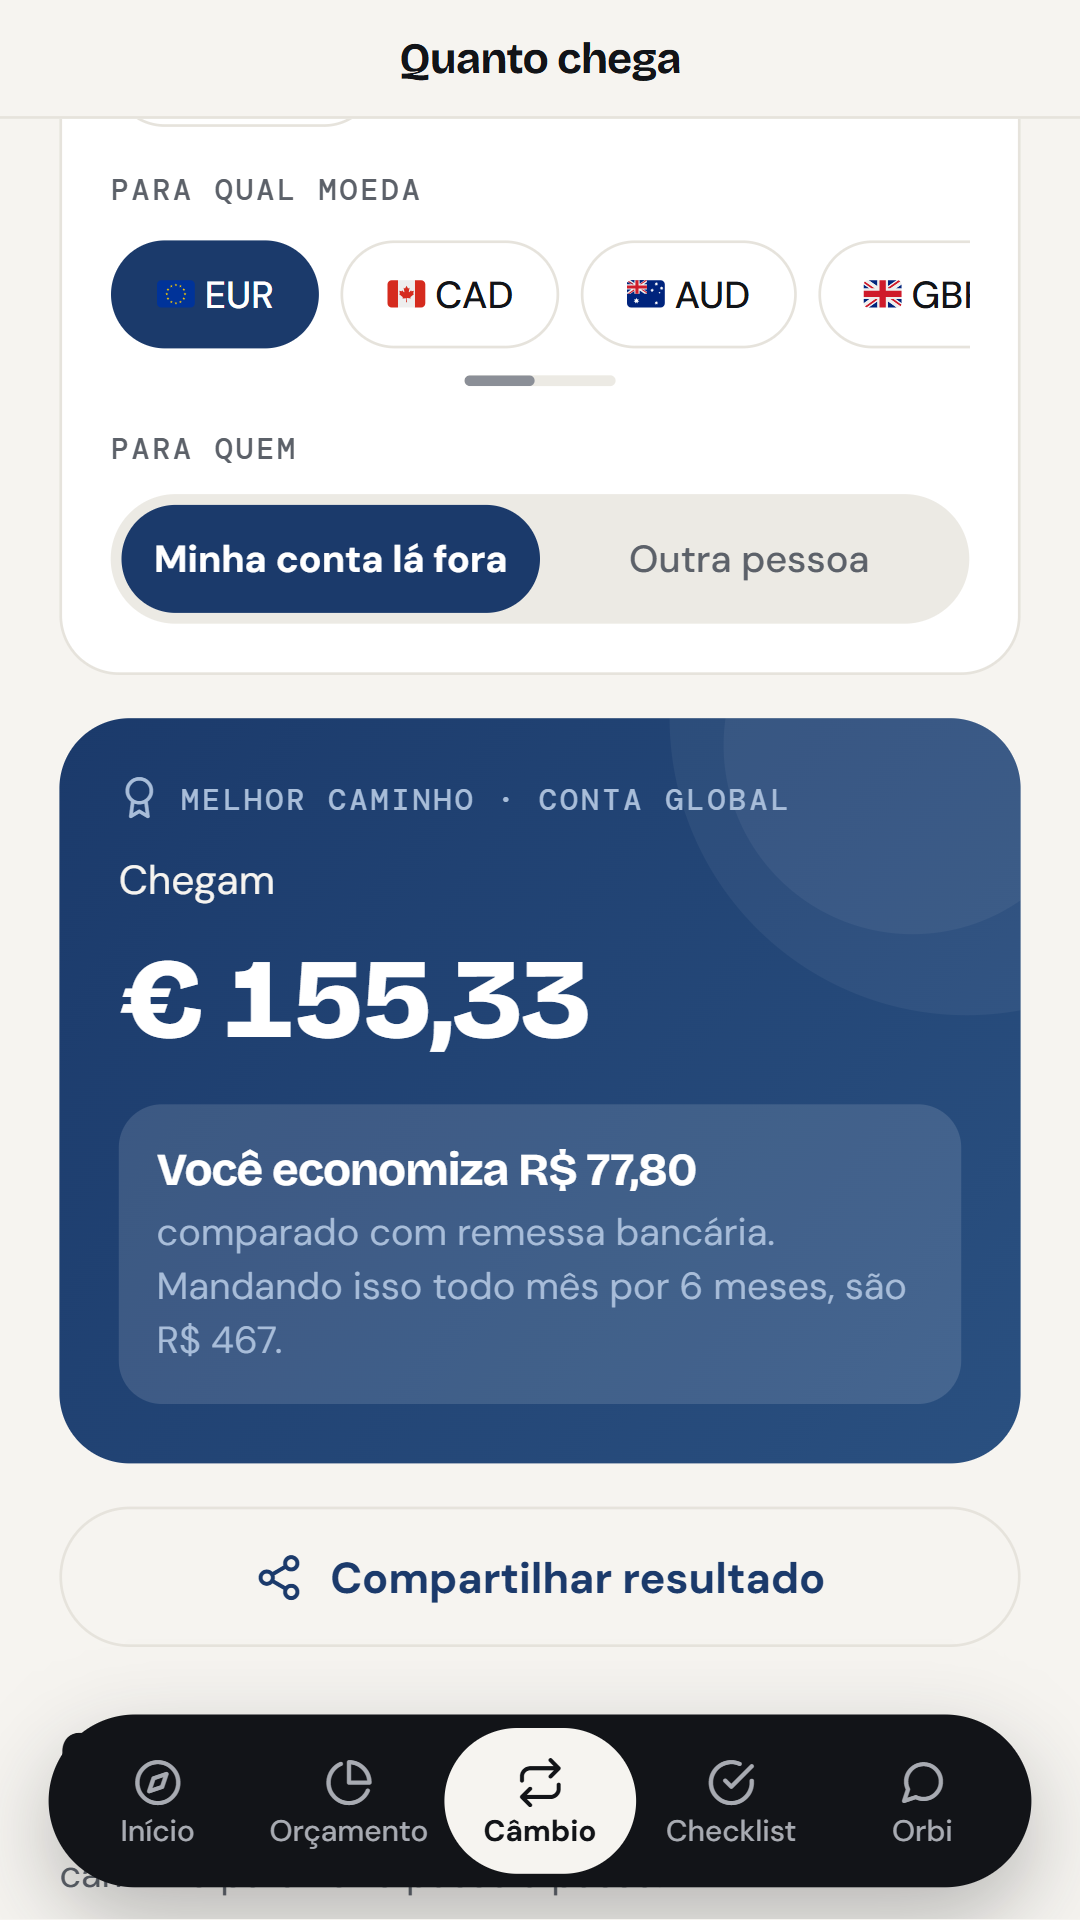 Quanto chega
PARA QUAL MOEDA
EUR
CAD
AUD
PARA QUEM
Minha conta lá fora
Outra pessoa
MELHOR CAMINHO · CONTA GLOBAL
Chegam
€ 155,33
Você economiza R$ 77,80
comparado com remessa bancária.
Mandando isso todo mês por 6 meses, são
R$ 467.
Compartilhar resultado
Início
Orçamento
Câmbio
Checklist
Orbi